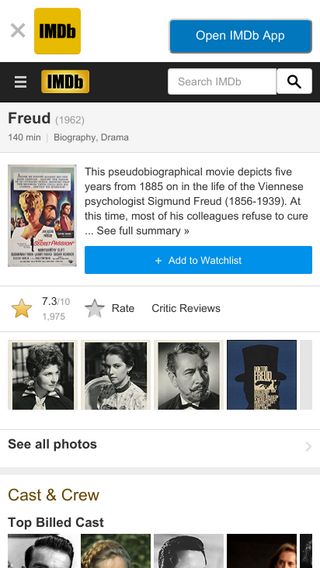 IMDb
Open IMDb App
IMDb
Search IMDb
Freud (1962)
140 min | Biography, Drama
This pseudobiographical movie depicts five
years from 1885 on in the life of the Viennese
psychologist Sigmund Freud (1856-1939). At
this time, most of his colleagues refuse to cure
... See full summary »
+ Add to Watchlist
7.3/10
1,975
Rate
Critic Reviews
See all photos
Cast & Crew
Top Billed Cast